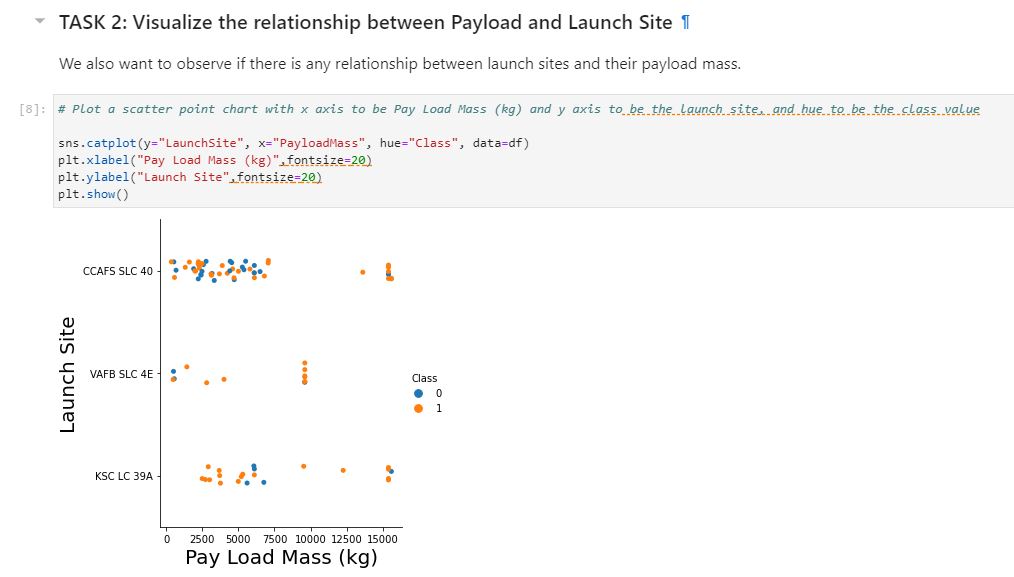 TASK 2: Visualize the relationship between Payload and Launch Site ¶
We also want to observe if there is any relationship between launch sites and their payload mass.
[8]: # Plot a scatter point chart with x axis to be Pay Load Mass (kg) and y axis to be the launch site, and hue to be the class value
sns.catplot(y="LaunchSite", x="PayloadMass", hue="Class", data=df)
plt.xlabel("Pay Load Mass (kg)",fontsize=20)
plt.ylabel("Launch Site",fontsize=20)
plt.show()
CCAFS SLC 40
VAFB SLC 4E
KSC LC 39A
Launch Site
Class
0
1
0 2500 5000 7500 10000 12500 15000
Pay Load Mass (kg)